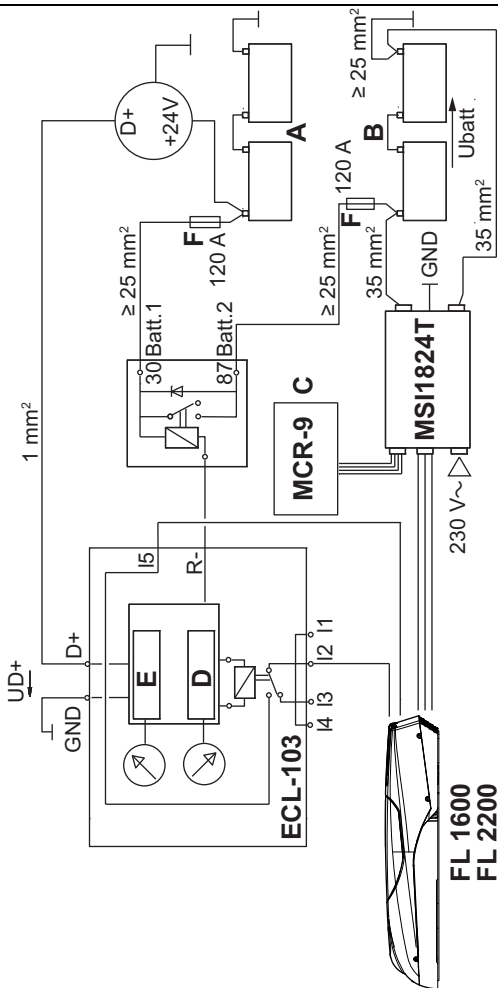 UD+
GND
D+
1 mm²
D+
+24V
A
F
120 A
≥ 25 mm²
30 Batt.1
87 Batt.2
≥ 25 mm²
F
120 A
B
≥ 25 mm²
Ubatt
35 mm²
35 mm²
GND
MSI1824T
MCR-9
C
230 V~
I5
R-
E
D
I1
I2
I3
I4
ECL-103
FL 1600
FL 2200